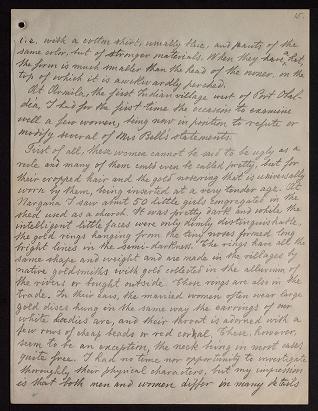 15.
i.e. with a cotton shirt, usually blue, and pants of the
same color, but of stronger materials. When they have a hat,
the form is much smaller than the head of the wearer, on the
top of which it is awkwardly perched.
At the first Indian village west of Port
I had for the first time the occasion to examine
well a few women, being now in position to refute or
modify several of Mrs Bell's statements.
First of all, these women cannot be said to be ugly as a
rule and many of them could even be called pretty, but for
their cropped hair and the gold nosering that is universally
worn by them, being inserted at a very tender age. At
Nargana I saw about 50 little girls congregated in the
shed used as a church. It was pretty dark and while the
intelligent little faces were only dimly distinguishable
the gold rings hanging from the tiny noses formed long
bright lines in the semi-darkness. The rings have all the
same shape and weight and are made in the villages by
native goldsmiths with gold collected in the alluvium of
the rivers or bought outside. These rings are also in the
trade. In their ears, the married women often wear large
gold discs hung in the same way the earrings of our
white ladies are, and their throat is adorned with a
few rows of cheap beads or red coral. These, however,
seem to be an exception, the neck being in most cases
quite free. I had no time nor opportunity to investigate
thoroughly their physical characters, but my impression
is that both men and women differ in many details